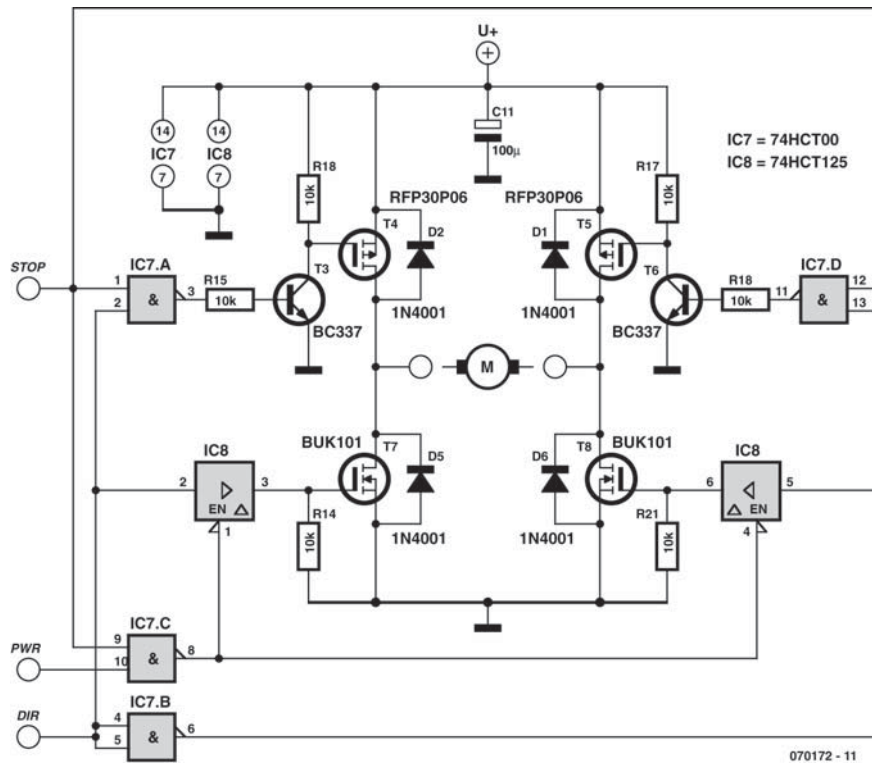 U+
+
C11
100µ
14
14
IC7
IC8
7
7
IC7 = 74HCT00
IC8 = 74HCT125
R18
10k
R17
10k
RFP30P06
RFP30P06
T4
D2
D1
T5
STOP
IC7.A
1
2
&
3
R15
10k
T3
BC337
1N4001
1N4001
T6
BC337
R18
10k
11
IC7.D
&
12
13
M
BUK101
BUK101
IC8
2
EN
3
1
T7
D5
D6
T8
IC8
6
EN
5
4
R14
10k
1N4001
1N4001
R21
10k
IC7.C
PWR
9
10
&
8
IC7.B
DIR
4
5
&
6
070172 - 11